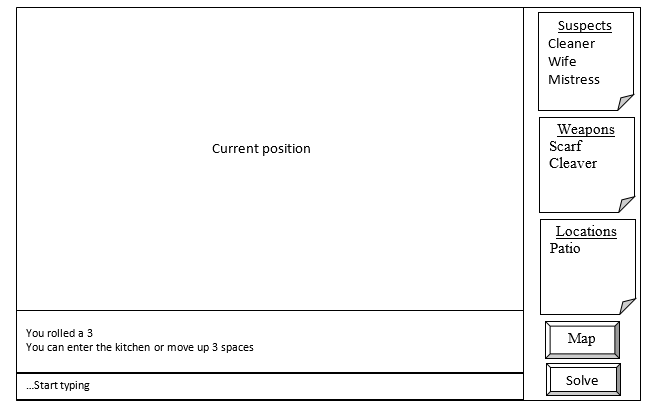 Current position
You rolled a 3
You can enter the kitchen or move up 3 spaces
...Start typing
Suspects
Cleaner
Wife
Mistress
Weapons
Scarf
Cleaver
Locations
Patio
Map
Solve